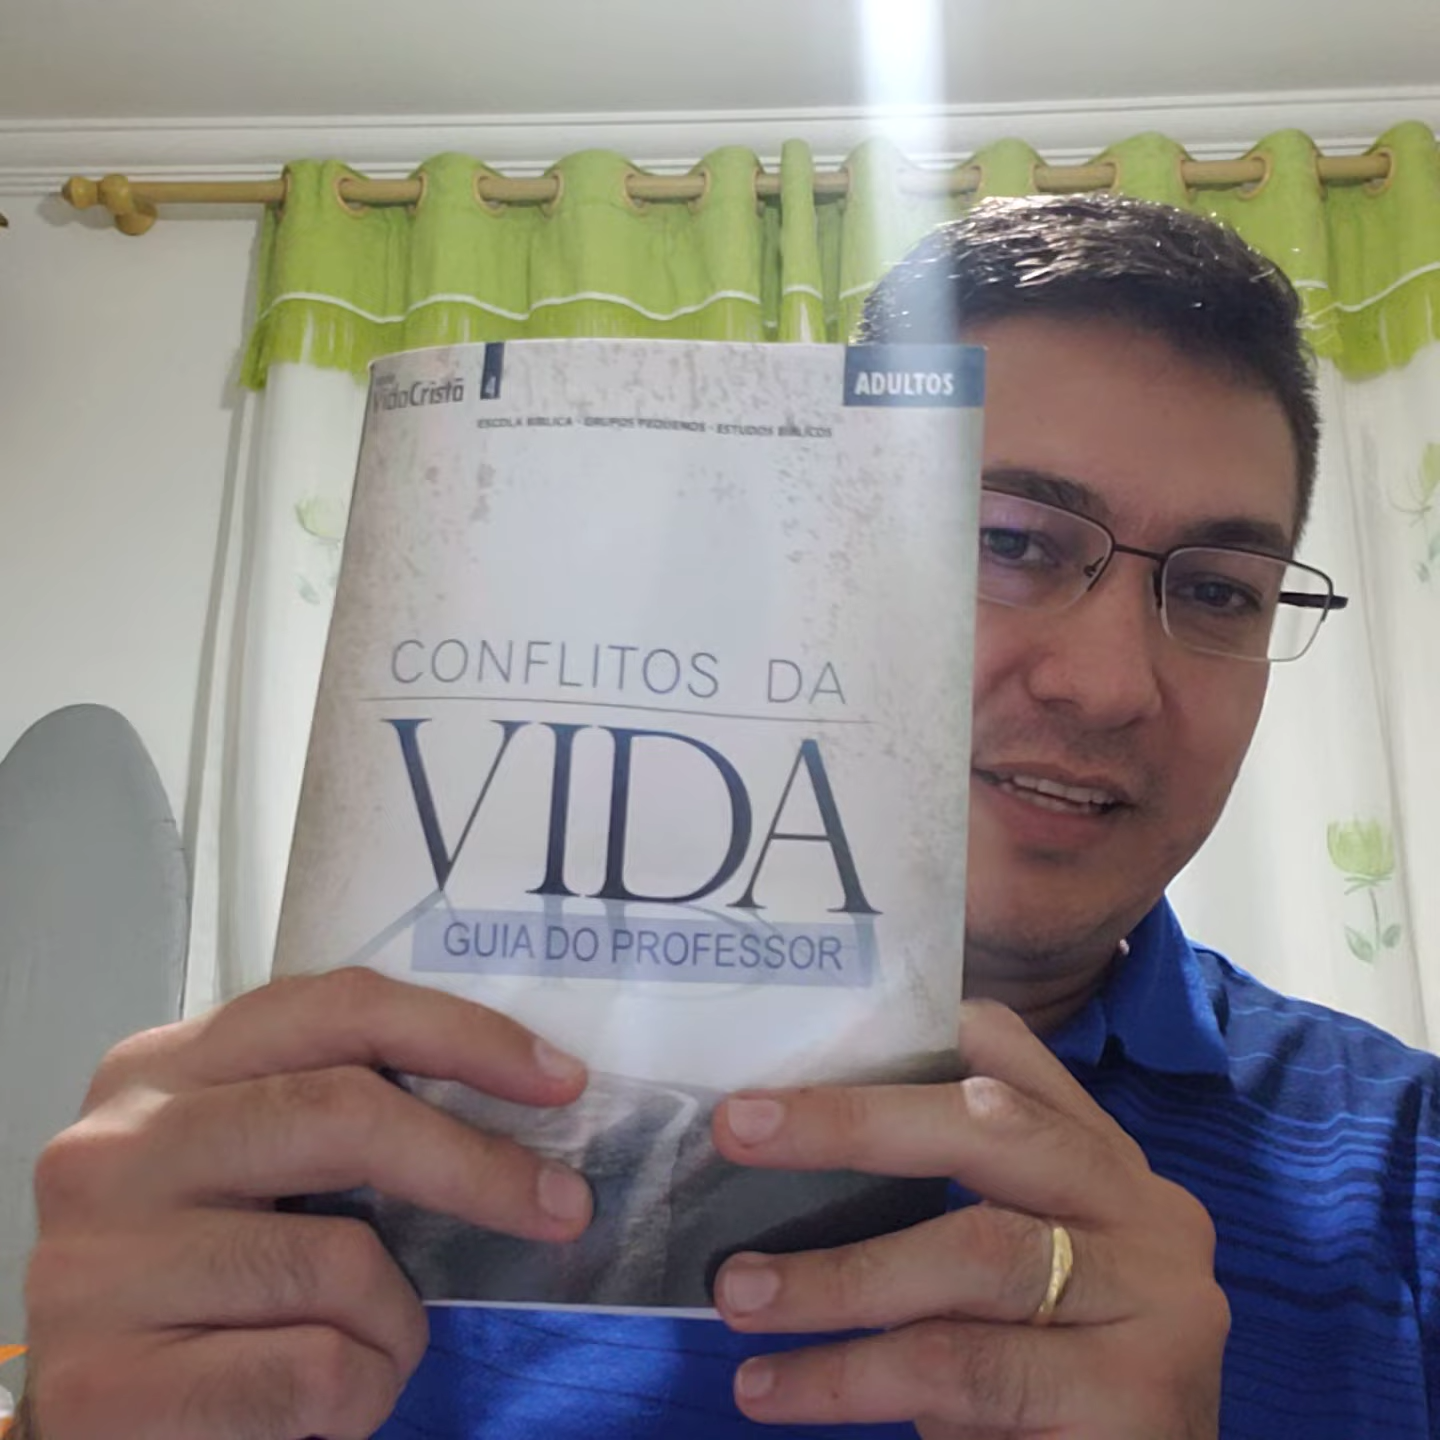 VidaCristã 4
ADULTOS
ESCOLA BÍBLICA · GRUPOS PEQUENOS · ESTUDOS BÍBLICOS
CONFLITOS DA
VIDA
GUIA DO PROFESSOR